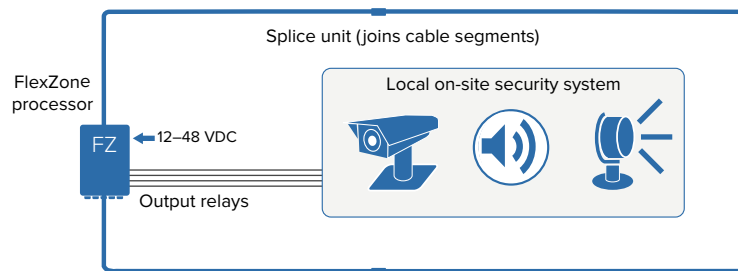 Splice unit (joins cable segments)
FlexZone
processor
Local on-site security system
FZ
12–48 VDC
Output relays